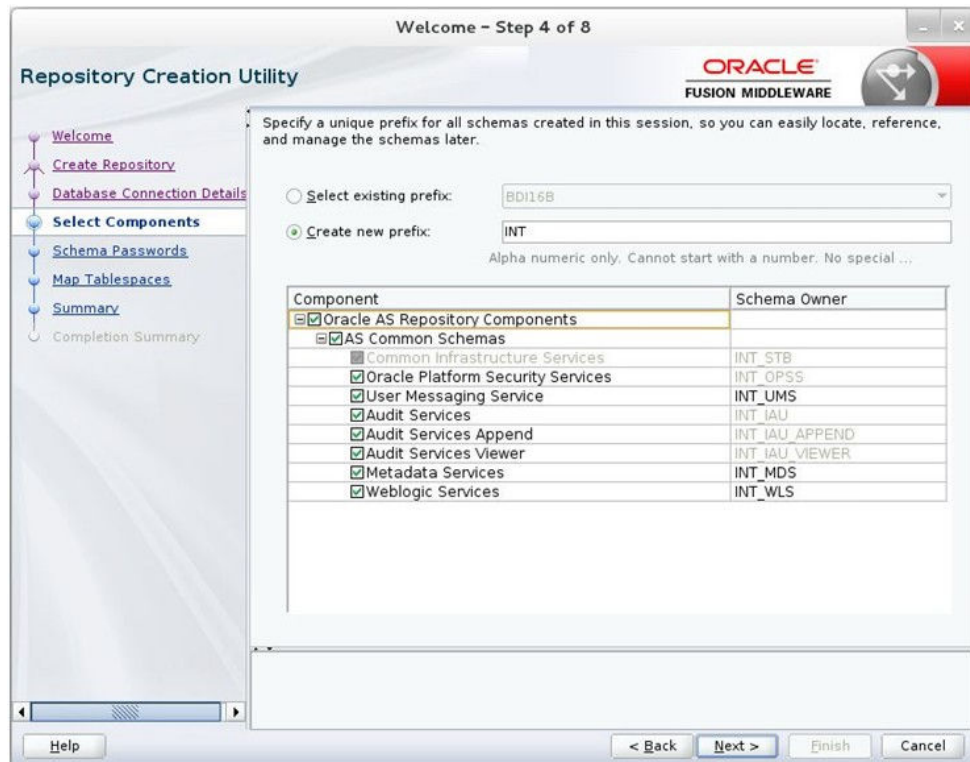 Welcome – Step 4 of 8
Repository Creation Utility
ORACLE
FUSION MIDDLEWARE
Welcome
Create Repository
Database Connection Details
Select Components
Schema Passwords
Map Tablespaces
Summary
Completion Summary
Specify a unique prefix for all schemas created in this session, so you can easily locate, reference,
and manage the schemas later.
Select existing prefix: BDI16B
Create new prefix: INT
Alpha numeric only. Cannot start with a number. No special ...
Component Schema Owner
Oracle AS Repository Components
AS Common Schemas
Common Infrastructure Services INT_STB
Oracle Platform Security Services INT_OPSS
User Messaging Service INT_UMS
Audit Services INT_IAU
Audit Services Append INT_IAU_APPEND
Audit Services Viewer INT_IAU_VIEWER
Metadata Services INT_MDS
Weblogic Services INT_WLS
Help < Back Next > Finish Cancel